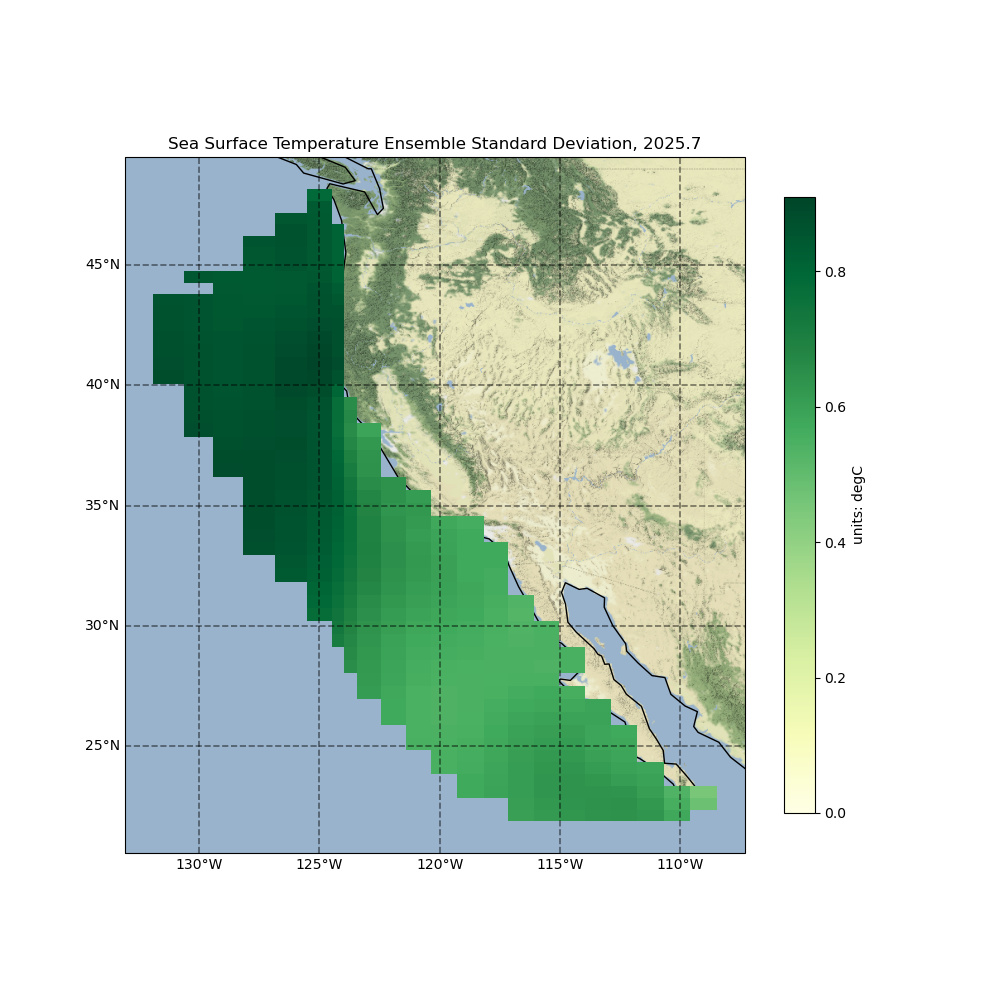 Sea Surface Temperature Ensemble Standard Deviation, 2025.7
45°N
40°N
35°N
30°N
25°N
130°W
125°W
120°W
115°W
110°W
0.8
0.6
0.4
0.2
0.0
units: degC